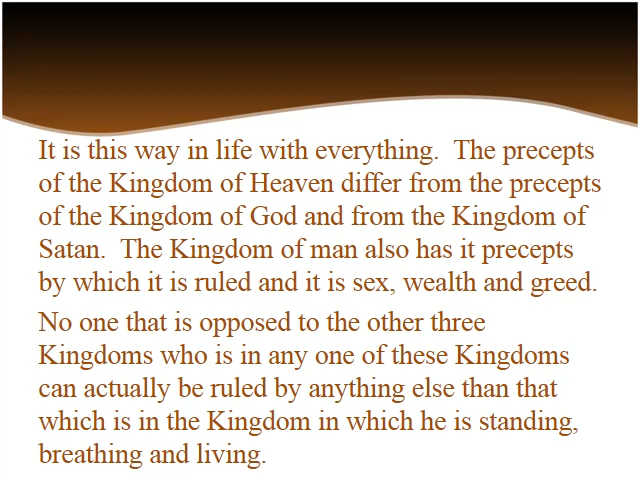 It is this way in life with everything.  The precepts
of the Kingdom of Heaven differ from the precepts
of the Kingdom of God and from the Kingdom of
Satan.  The Kingdom of man also has it precepts
by which it is ruled and it is sex, wealth and greed.
No one that is opposed to the other three
Kingdoms who is in any one of these Kingdoms
can actually be ruled by anything else than that
which is in the Kingdom in which he is standing,
breathing and living.